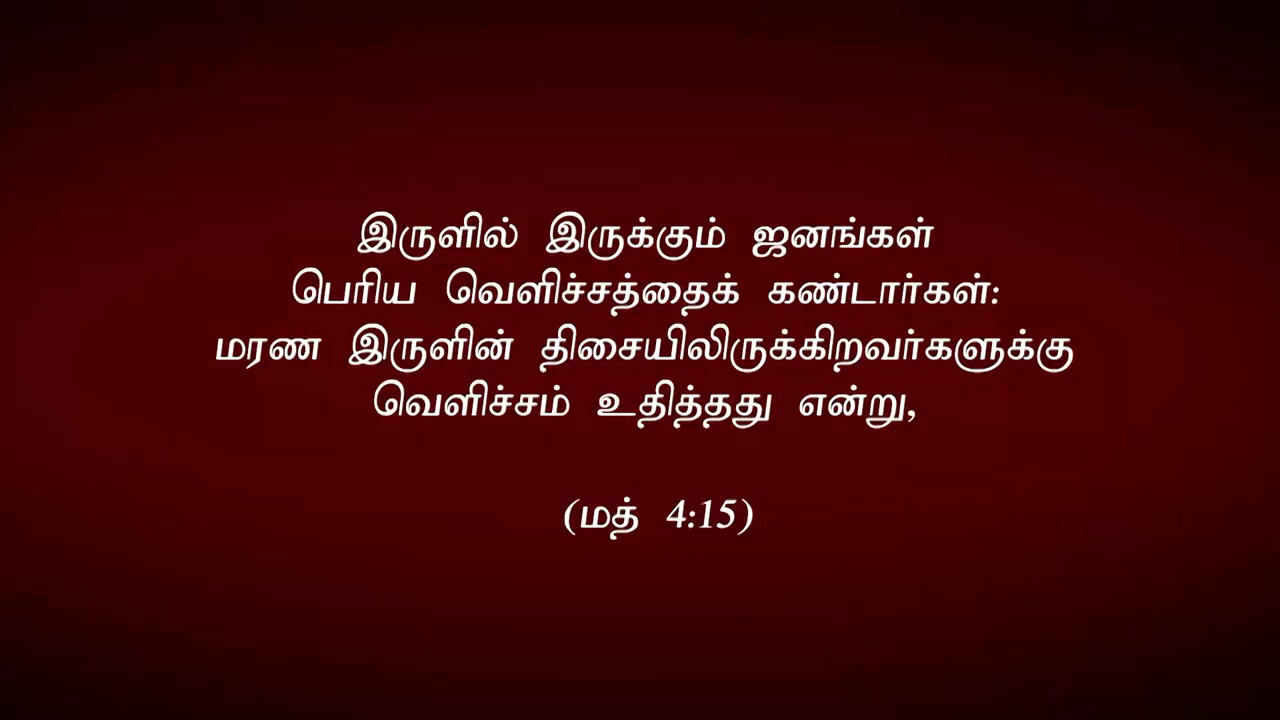 இருளில் இருக்கும் ஜனங்கள்
பெரிய வெளிச்சத்தைக் கண்டார்கள்:
மரண இருளின் திசையிலிருக்கிறவர்களுக்கு
வெளிச்சம் உதித்தது என்று,
(மத் 4:15)